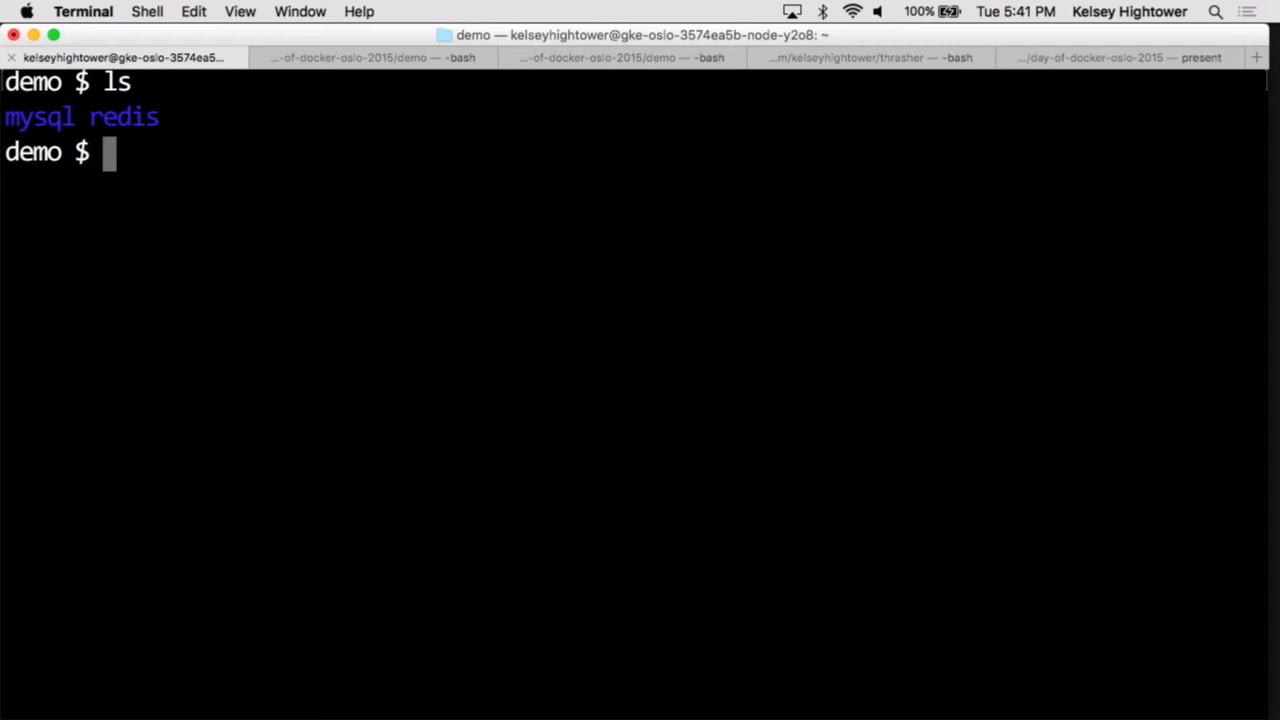 Terminal Shell Edit View Window Help 100% Tue 5:41 PM Kelsey Hightower
demo — kelseyhightower@gke-oslo-3574ea5b-node-y2o8: ~
kelseyhightower@gke-oslo-3574ea5... ...-of-docker-oslo-2015/demo — -bash ...-of-docker-oslo-2015/demo — -bash ...m/kelseyhightower/thrasher — -bash .../day-of-docker-oslo-2015 — present
demo $ ls
mysql redis
demo $